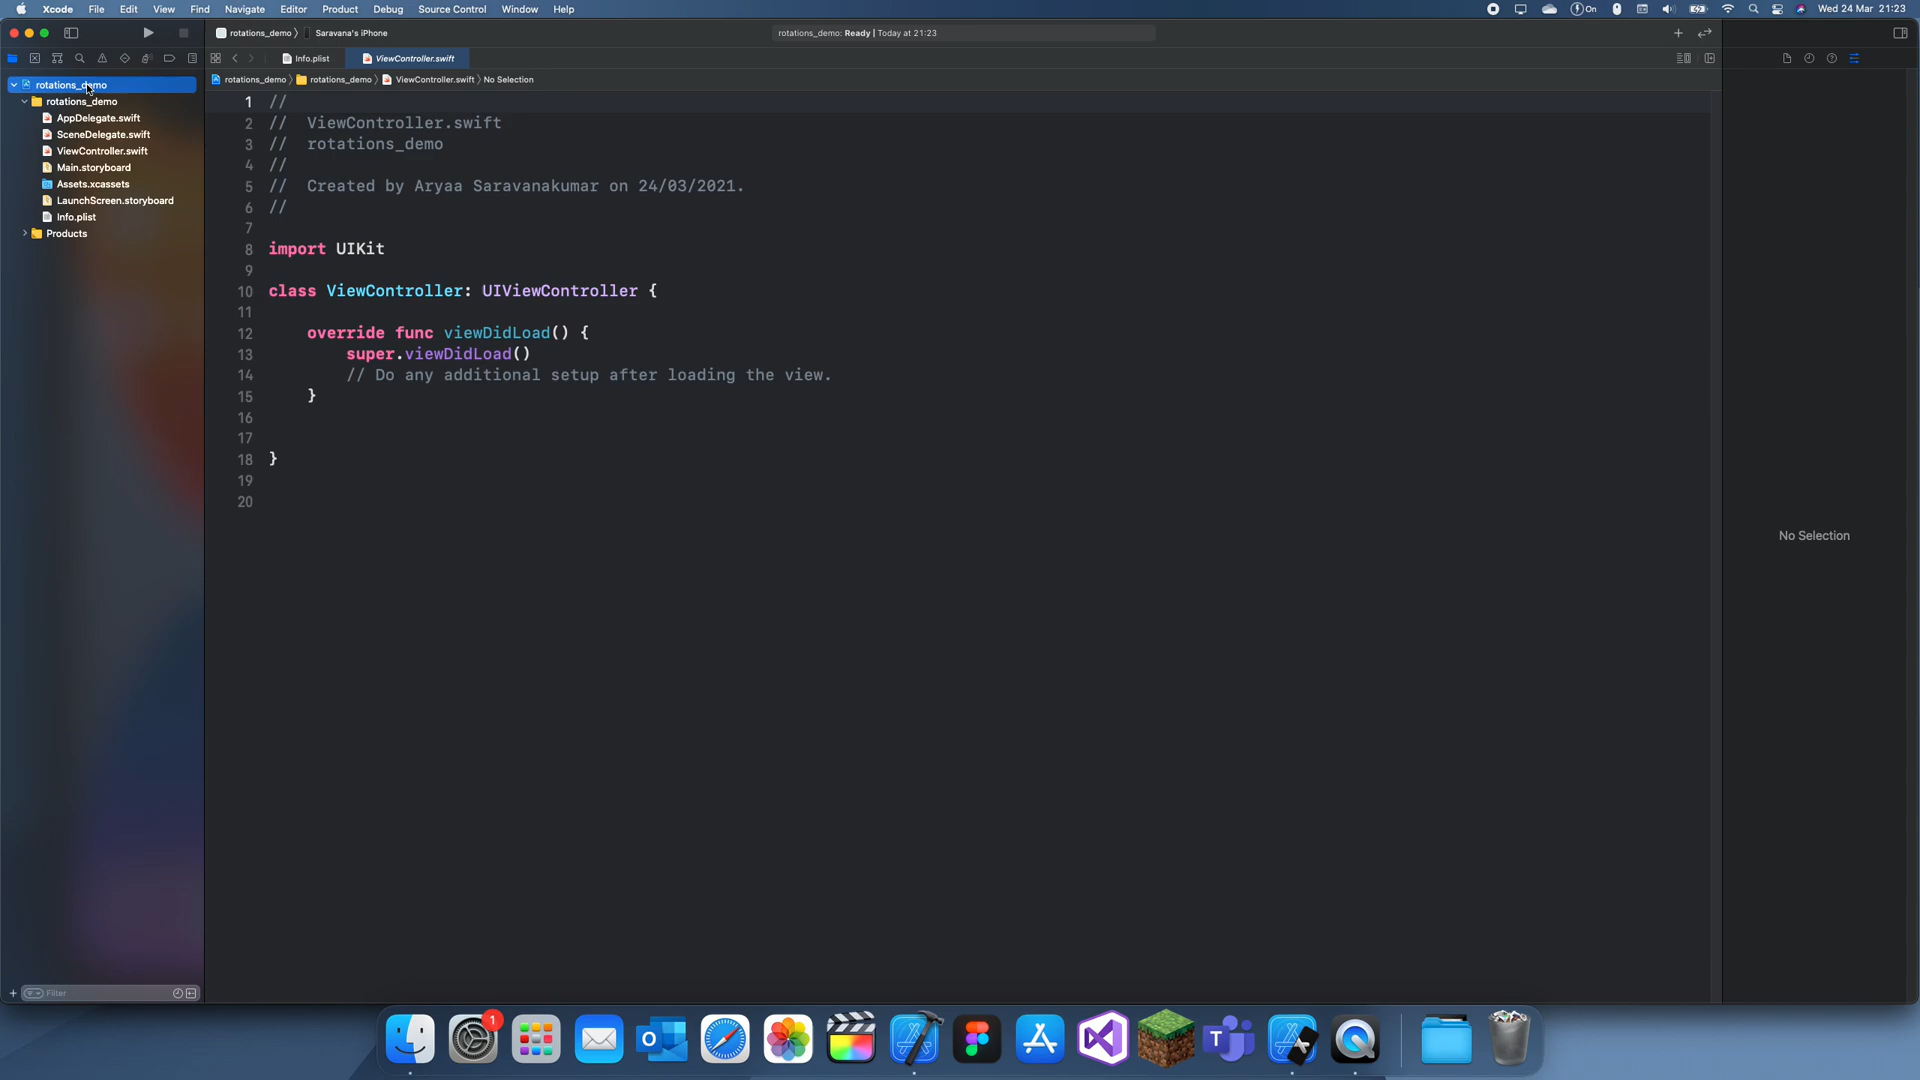 Xcode File Edit View Find Navigate Editor Product Debug Source Control Window Help
On
Wed 24 Mar 21:23
rotations_demo 〉 Saravana's iPhone
rotations_demo: Ready | Today at 21:23
Info.plist
ViewController.swift
rotations_demo 〉 rotations_demo 〉 ViewController.swift 〉 No Selection
rotations_demo
rotations_demo
AppDelegate.swift
SceneDelegate.swift
ViewController.swift
Main.storyboard
Assets.xcassets
LaunchScreen.storyboard
Info.plist
Products
1 //
2 // ViewController.swift
3 // rotations_demo
4 //
5 // Created by Aryaa Saravanakumar on 24/03/2021.
6 //
7
8 import UIKit
9
10 class ViewController: UIViewController {
11
12 override func viewDidLoad() {
13 super.viewDidLoad()
14 // Do any additional setup after loading the view.
15 }
16
17
18 }
19
20
No Selection
Filter
1